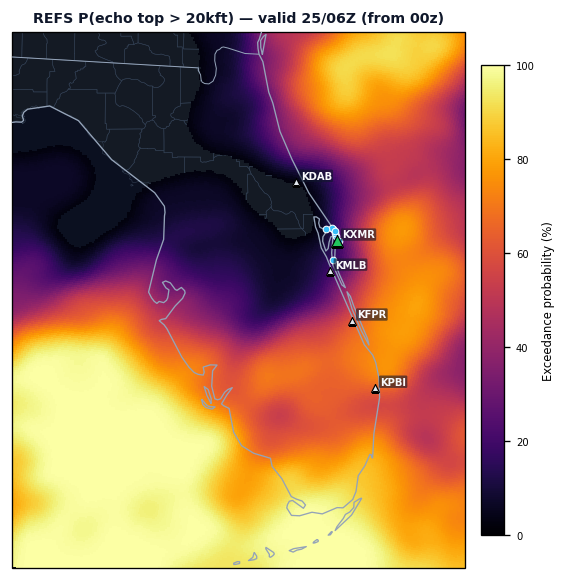 REFS P(echo top > 20kft) — valid 25/06Z (from 00z)
KDAB
KXMR
KMLB
KFPR
KPBI
100
80
60
40
20
0
Exceedance probability (%)